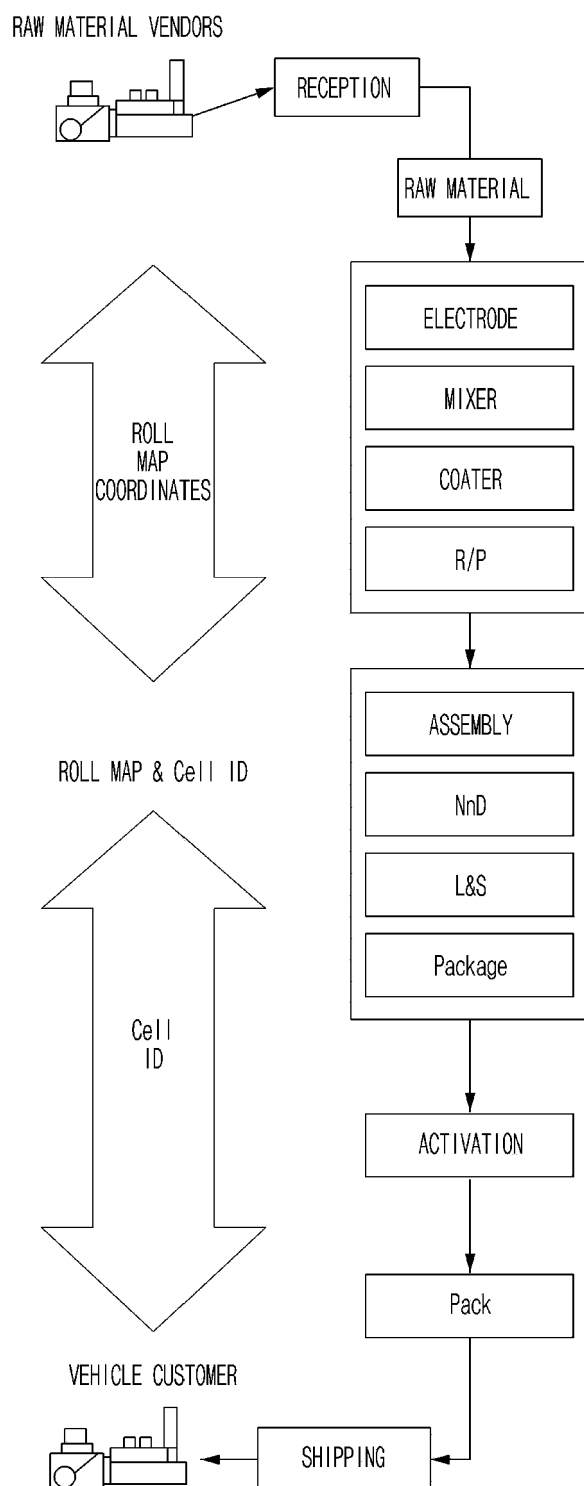 RAW MATERIAL VENDORS
RECEPTION
RAW MATERIAL
ELECTRODE
MIXER
COATER
R/P
ROLL
MAP
COORDINATES
ASSEMBLY
NnD
L&S
Package
ROLL MAP & Cell ID
Cell
ID
ACTIVATION
Pack
VEHICLE CUSTOMER
SHIPPING